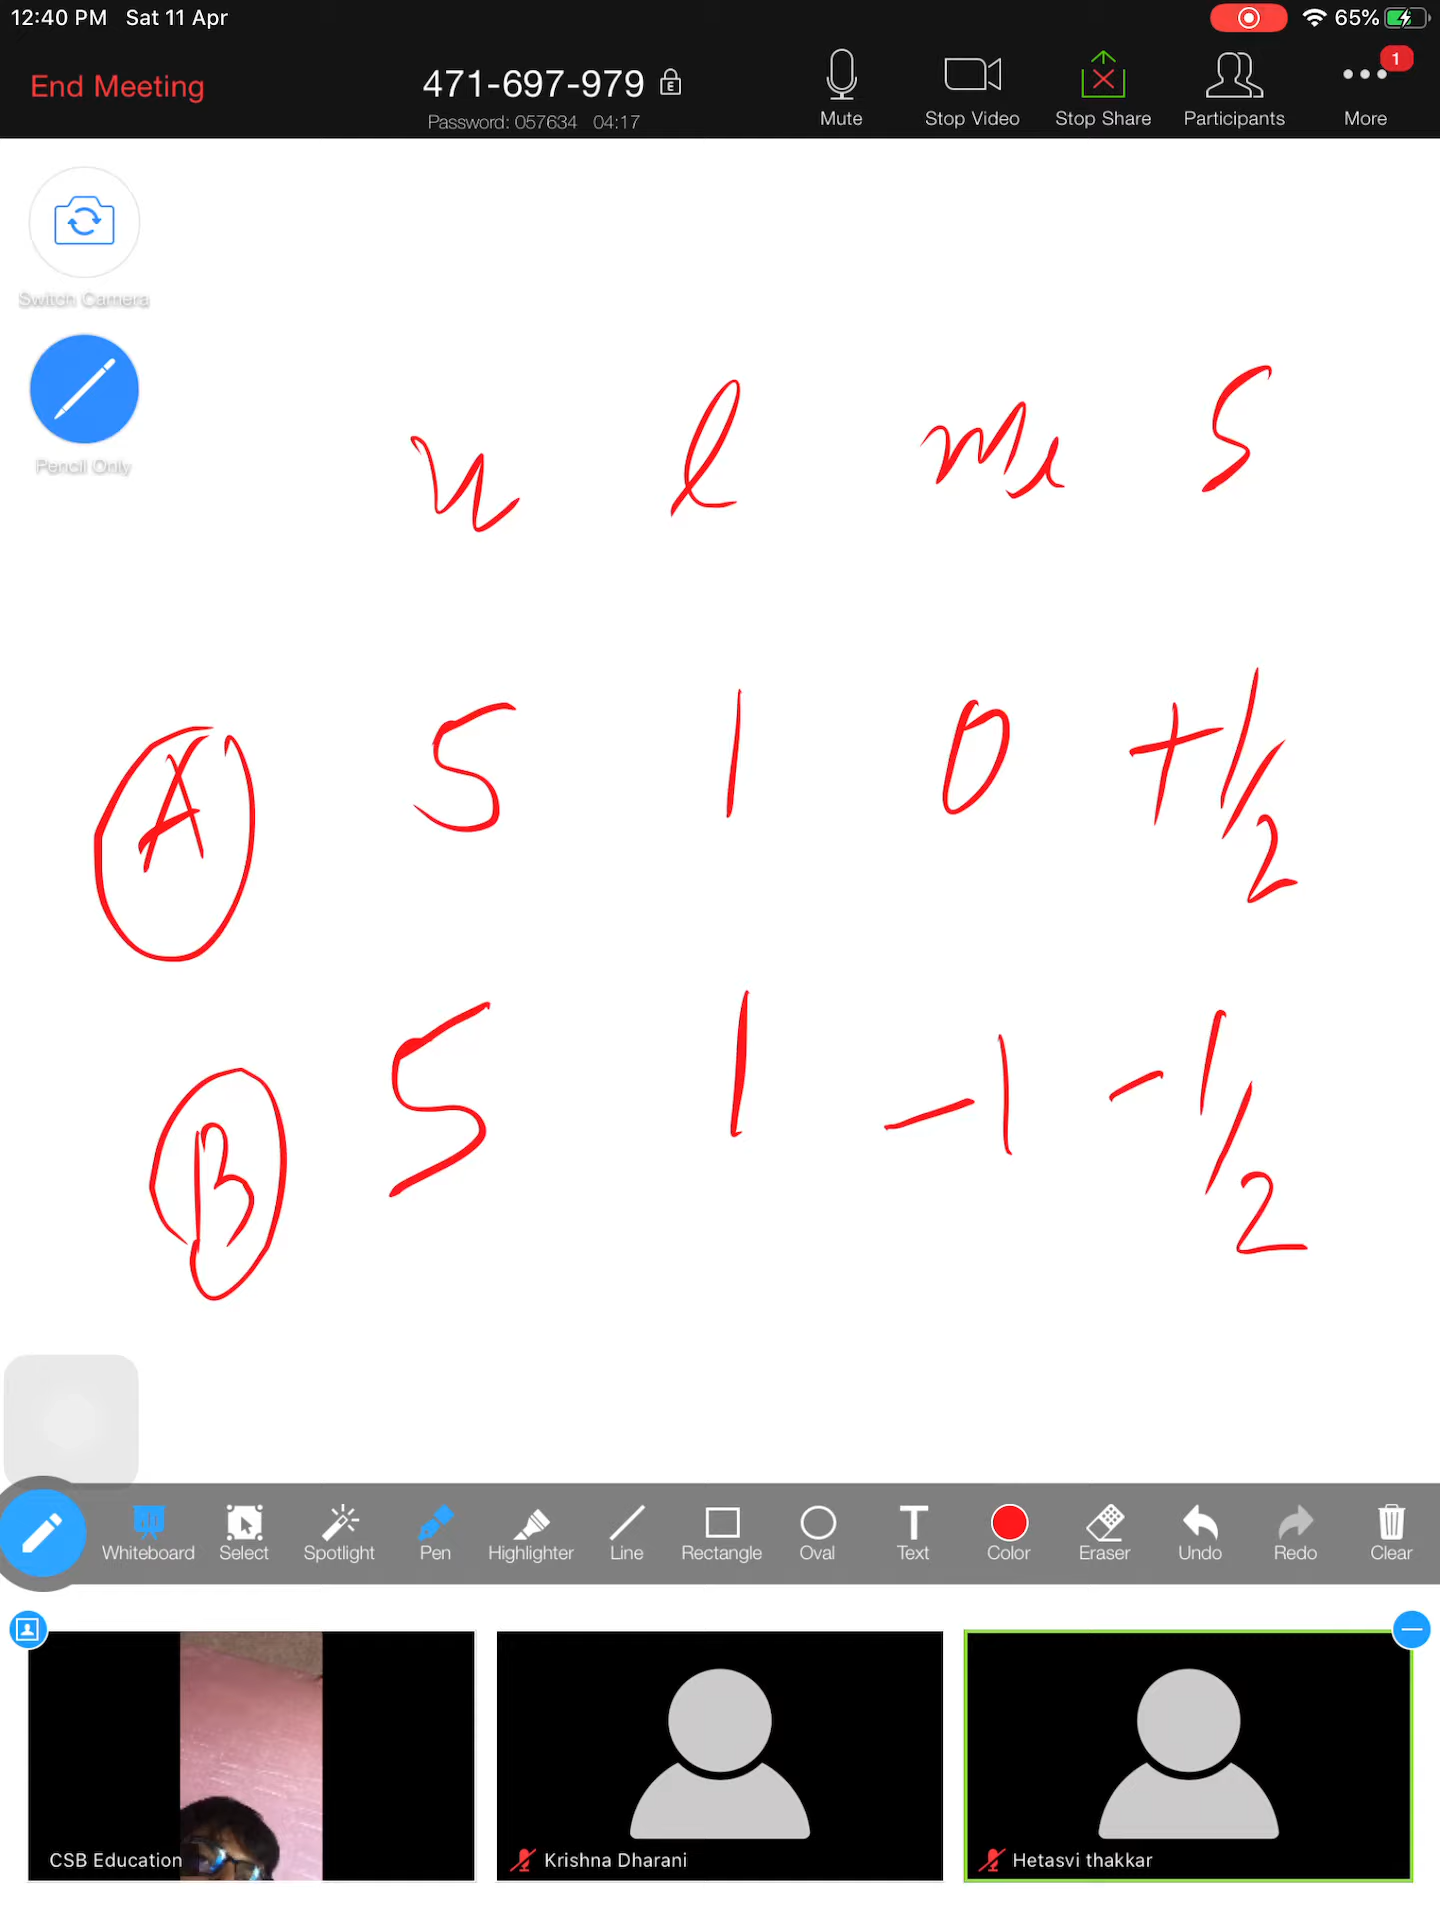 12:40 PM Sat 11 Apr 65%
End Meeting 471-697-979 Mute Stop Video Stop Share Participants More 1
Password: 057634 04:17
Switch Camera
Pencil Only
n l ml s
A 5 1 0 +1/2
B 5 1 -1 -1/2
Whiteboard Select Spotlight Pen Highlighter Line Rectangle Oval Text Color Eraser Undo Redo Clear
CSB Education Krishna Dharani Hetasvi thakkar